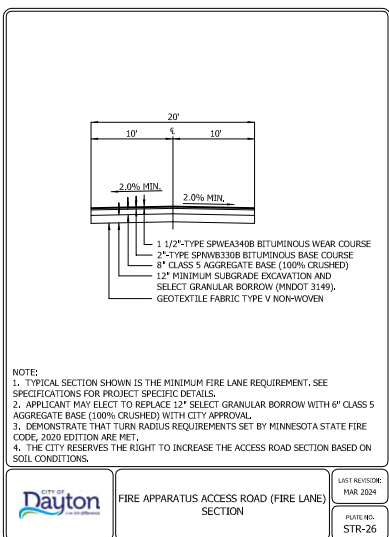 20'
10' ℄ 10'
2.0% MIN.
2.0% MIN.
1 1/2"-TYPE SPWEA340B BITUMINOUS WEAR COURSE
2"-TYPE SPNWB330B BITUMINOUS BASE COURSE
8" CLASS 5 AGGREGATE BASE (100% CRUSHED)
12" MINIMUM SUBGRADE EXCAVATION AND
SELECT GRANULAR BORROW (MNDOT 3149).
GEOTEXTILE FABRIC TYPE V NON-WOVEN
NOTE:
1. TYPICAL SECTION SHOWN IS THE MINIMUM FIRE LANE REQUIREMENT. SEE
SPECIFICATIONS FOR PROJECT SPECIFIC DETAILS.
2. APPLICANT MAY ELECT TO REPLACE 12" SELECT GRANULAR BORROW WITH 6" CLASS 5
AGGREGATE BASE (100% CRUSHED) WITH CITY APPROVAL.
3. DEMONSTRATE THAT TURN RADIUS REQUIREMENTS SET BY MINNESOTA STATE FIRE
CODE, 2020 EDITION ARE MET.
4. THE CITY RESERVES THE RIGHT TO INCREASE THE ACCESS ROAD SECTION BASED ON
SOIL CONDITIONS.
CITY OF
Dayton
Live the difference
FIRE APPARATUS ACCESS ROAD (FIRE LANE)
SECTION
LAST REVISION:
MAR 2024
PLATE NO.
STR-26